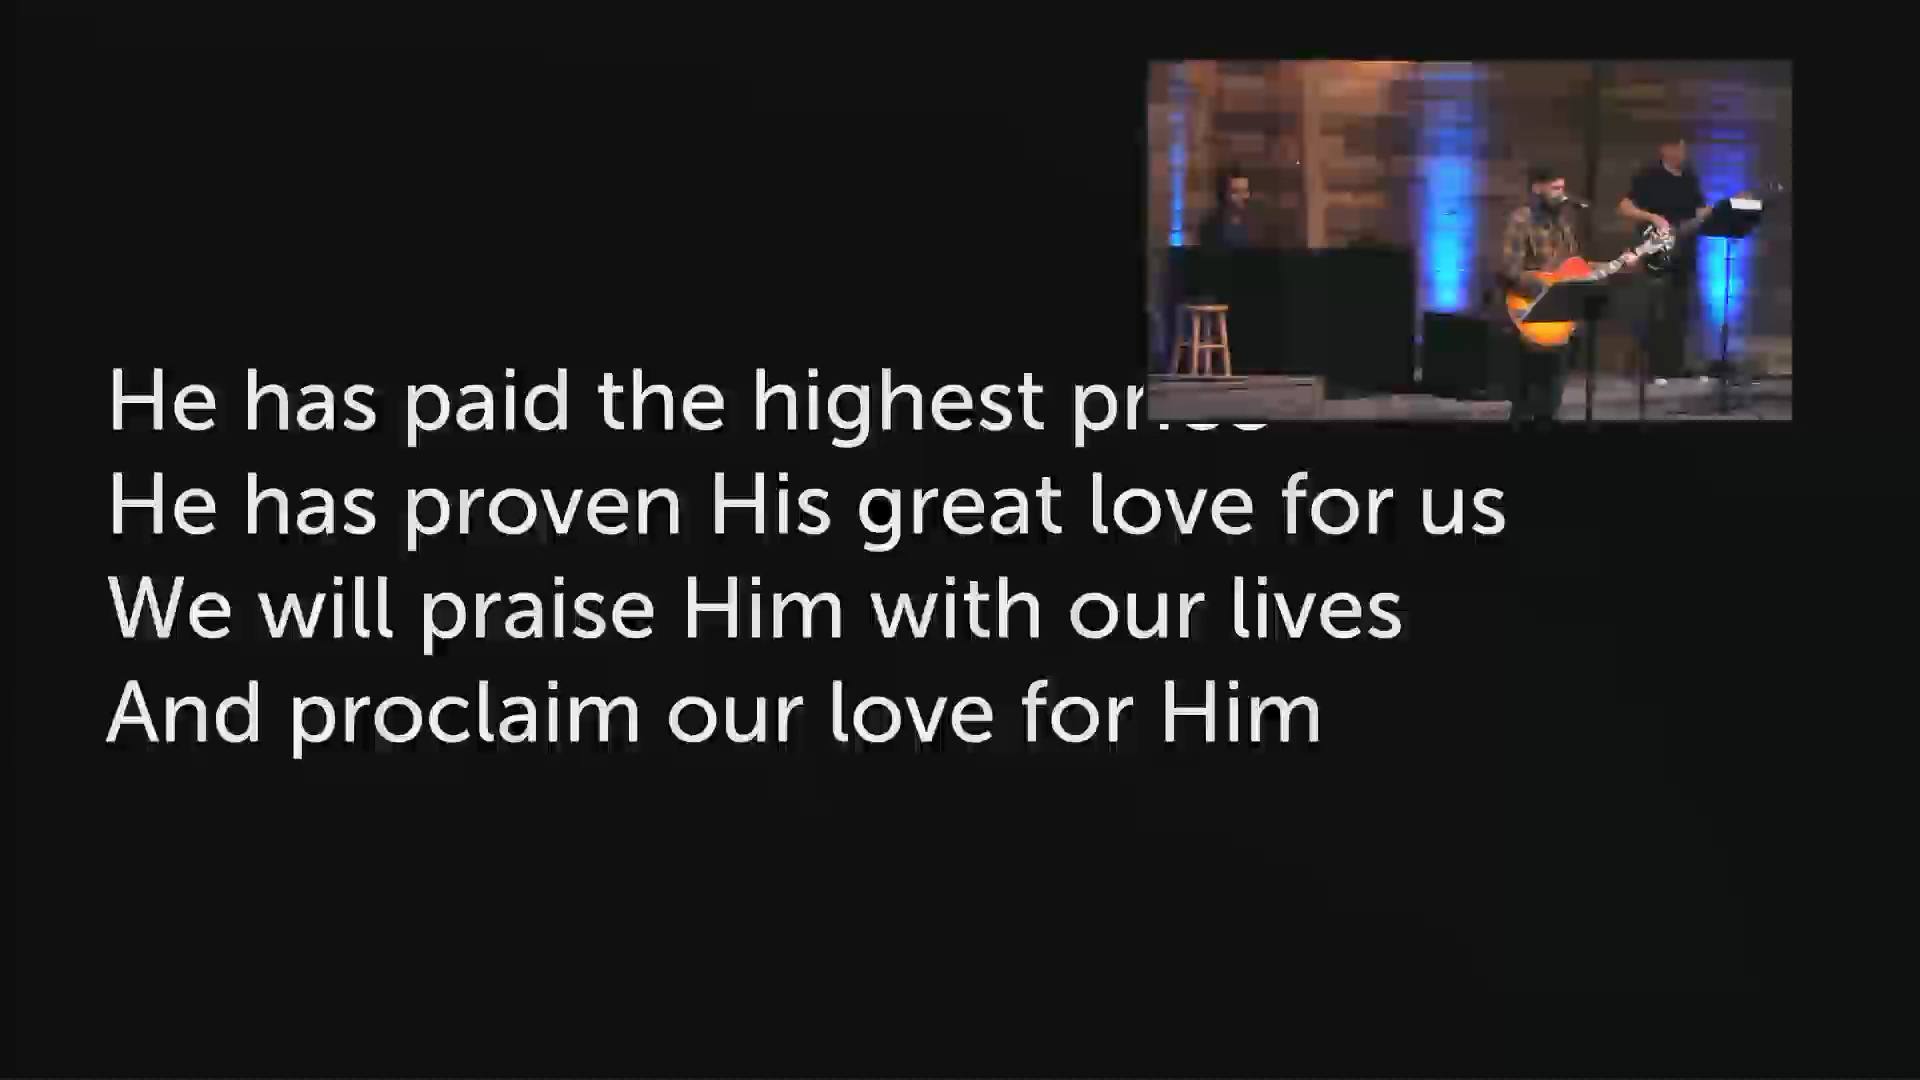 He has paid the highest
He has proven His great love for us
We will praise Him with our lives
And proclaim our love for Him